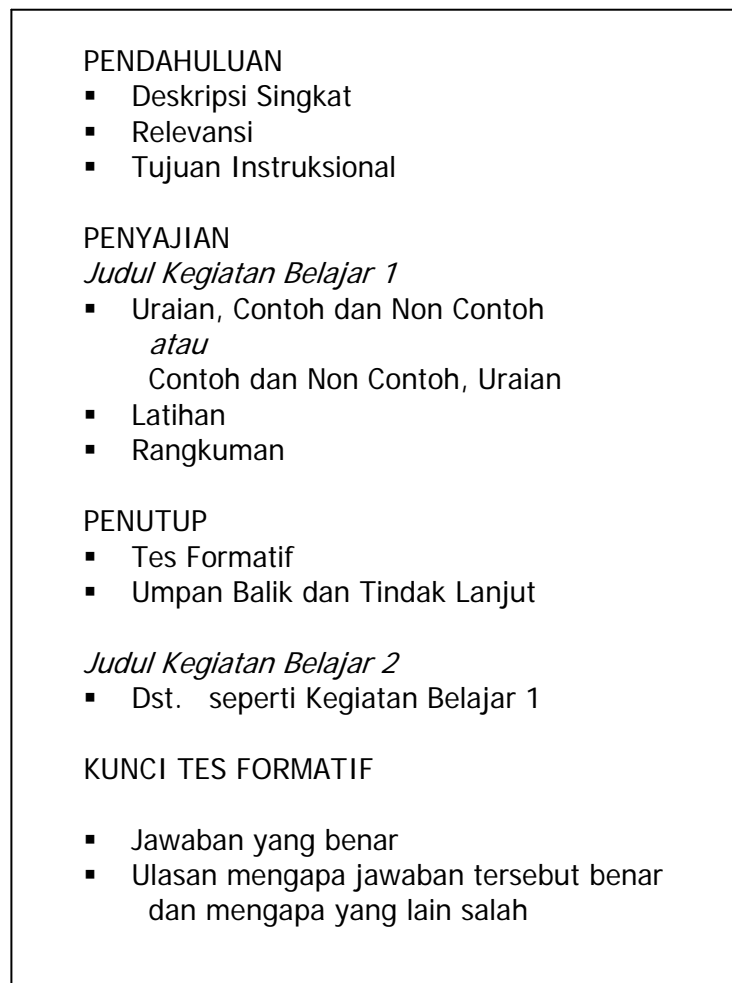 PENDAHULUAN
▪ Deskripsi Singkat
▪ Relevansi
▪ Tujuan Instruksional
PENYAJIAN
Judul Kegiatan Belajar 1
▪ Uraian, Contoh dan Non Contoh
atau
Contoh dan Non Contoh, Uraian
▪ Latihan
▪ Rangkuman
PENUTUP
▪ Tes Formatif
▪ Umpan Balik dan Tindak Lanjut
Judul Kegiatan Belajar 2
▪ Dst. seperti Kegiatan Belajar 1
KUNCI TES FORMATIF
▪ Jawaban yang benar
▪ Ulasan mengapa jawaban tersebut benar
dan mengapa yang lain salah